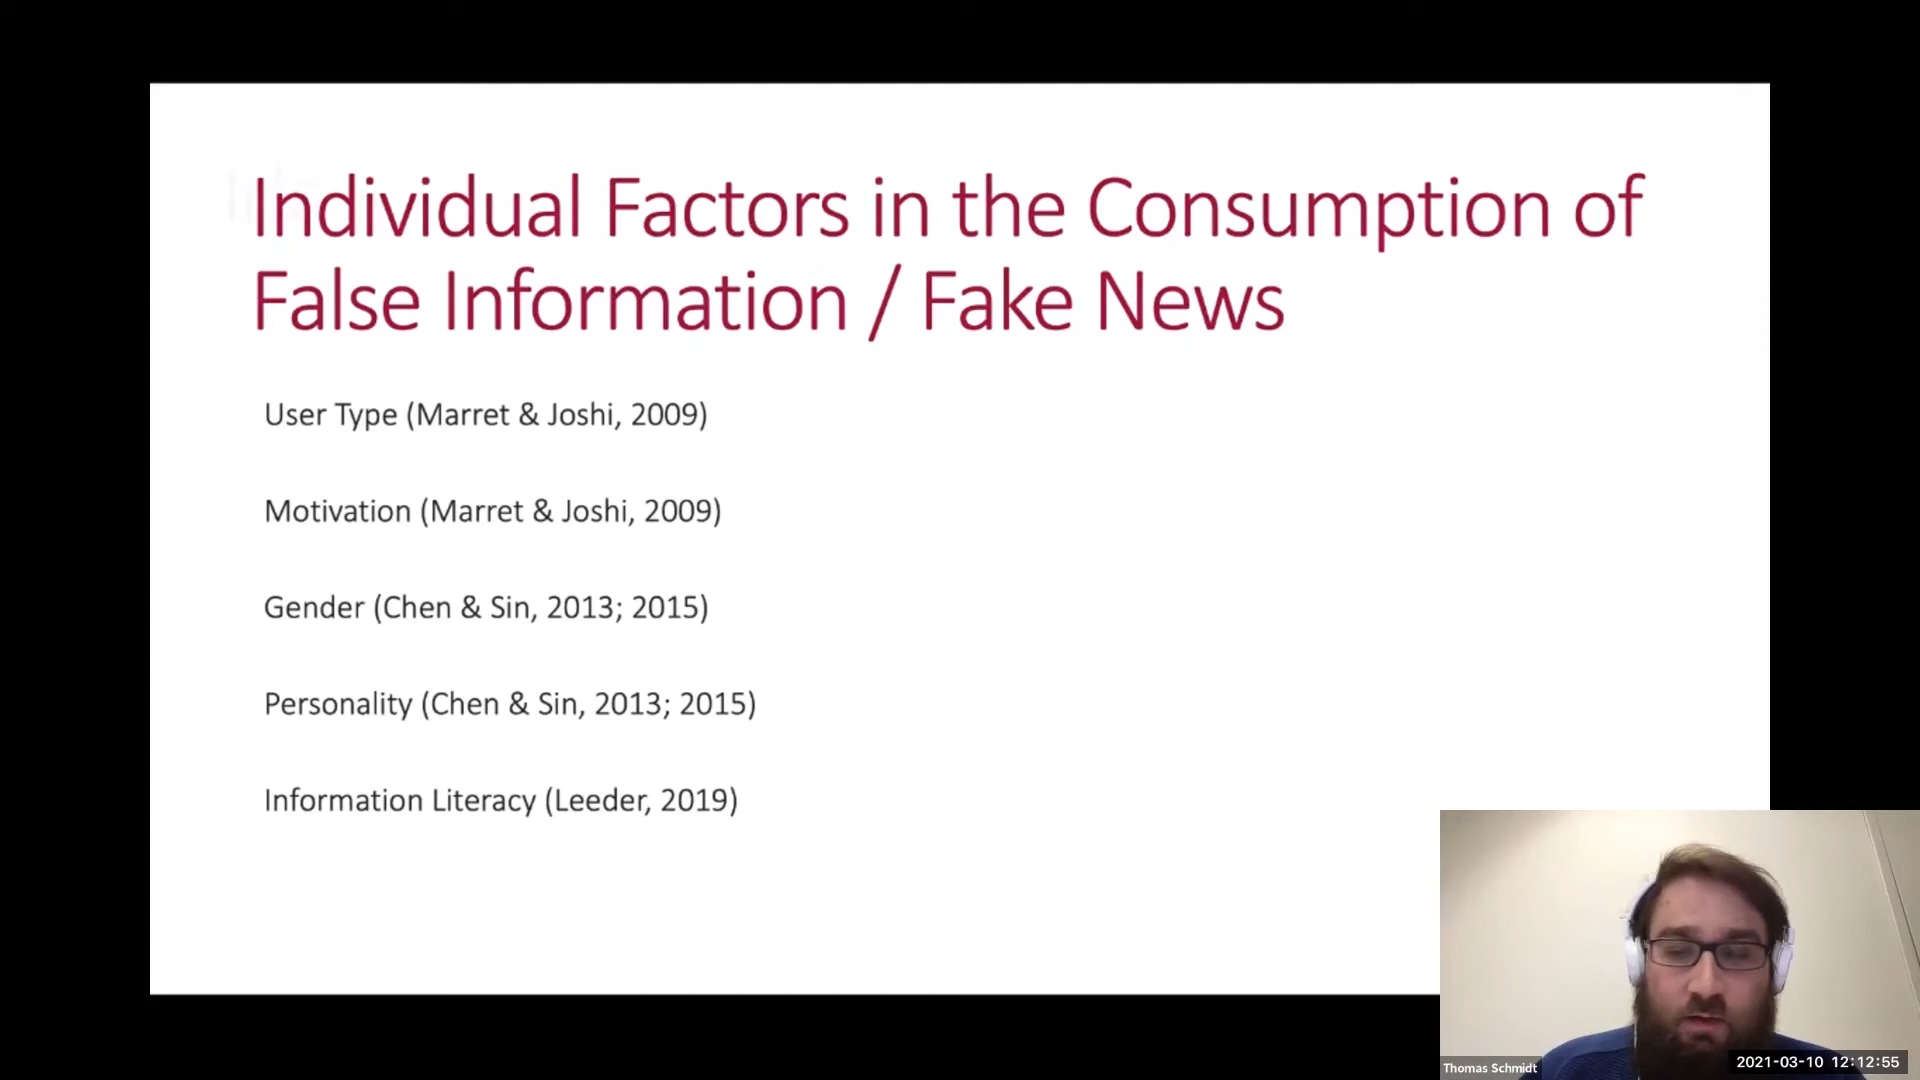 Individual Factors in the Consumption of
False Information / Fake News
User Type (Marret & Joshi, 2009)
Motivation (Marret & Joshi, 2009)
Gender (Chen & Sin, 2013; 2015)
Personality (Chen & Sin, 2013; 2015)
Information Literacy (Leeder, 2019)
Thomas Schmidt
2021-03-10 12:12:55